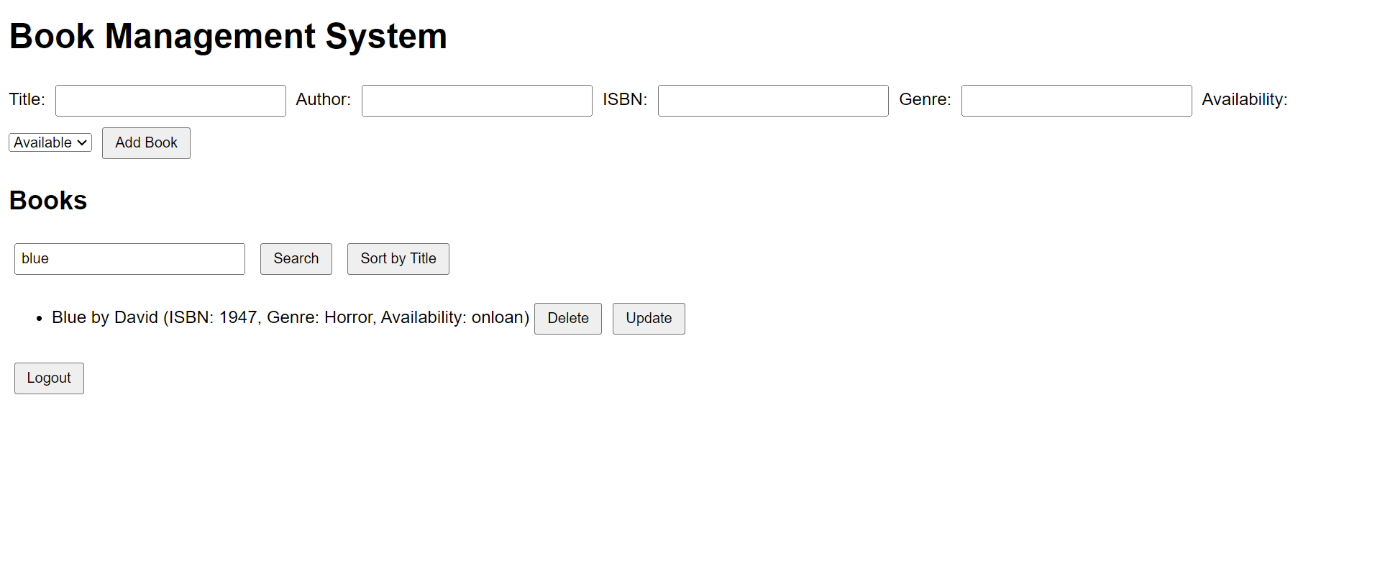 Book Management System
Title: Author: ISBN: Genre: Availability:
Available Add Book
Books
blue Search Sort by Title
• Blue by David (ISBN: 1947, Genre: Horror, Availability: onloan) Delete Update
Logout